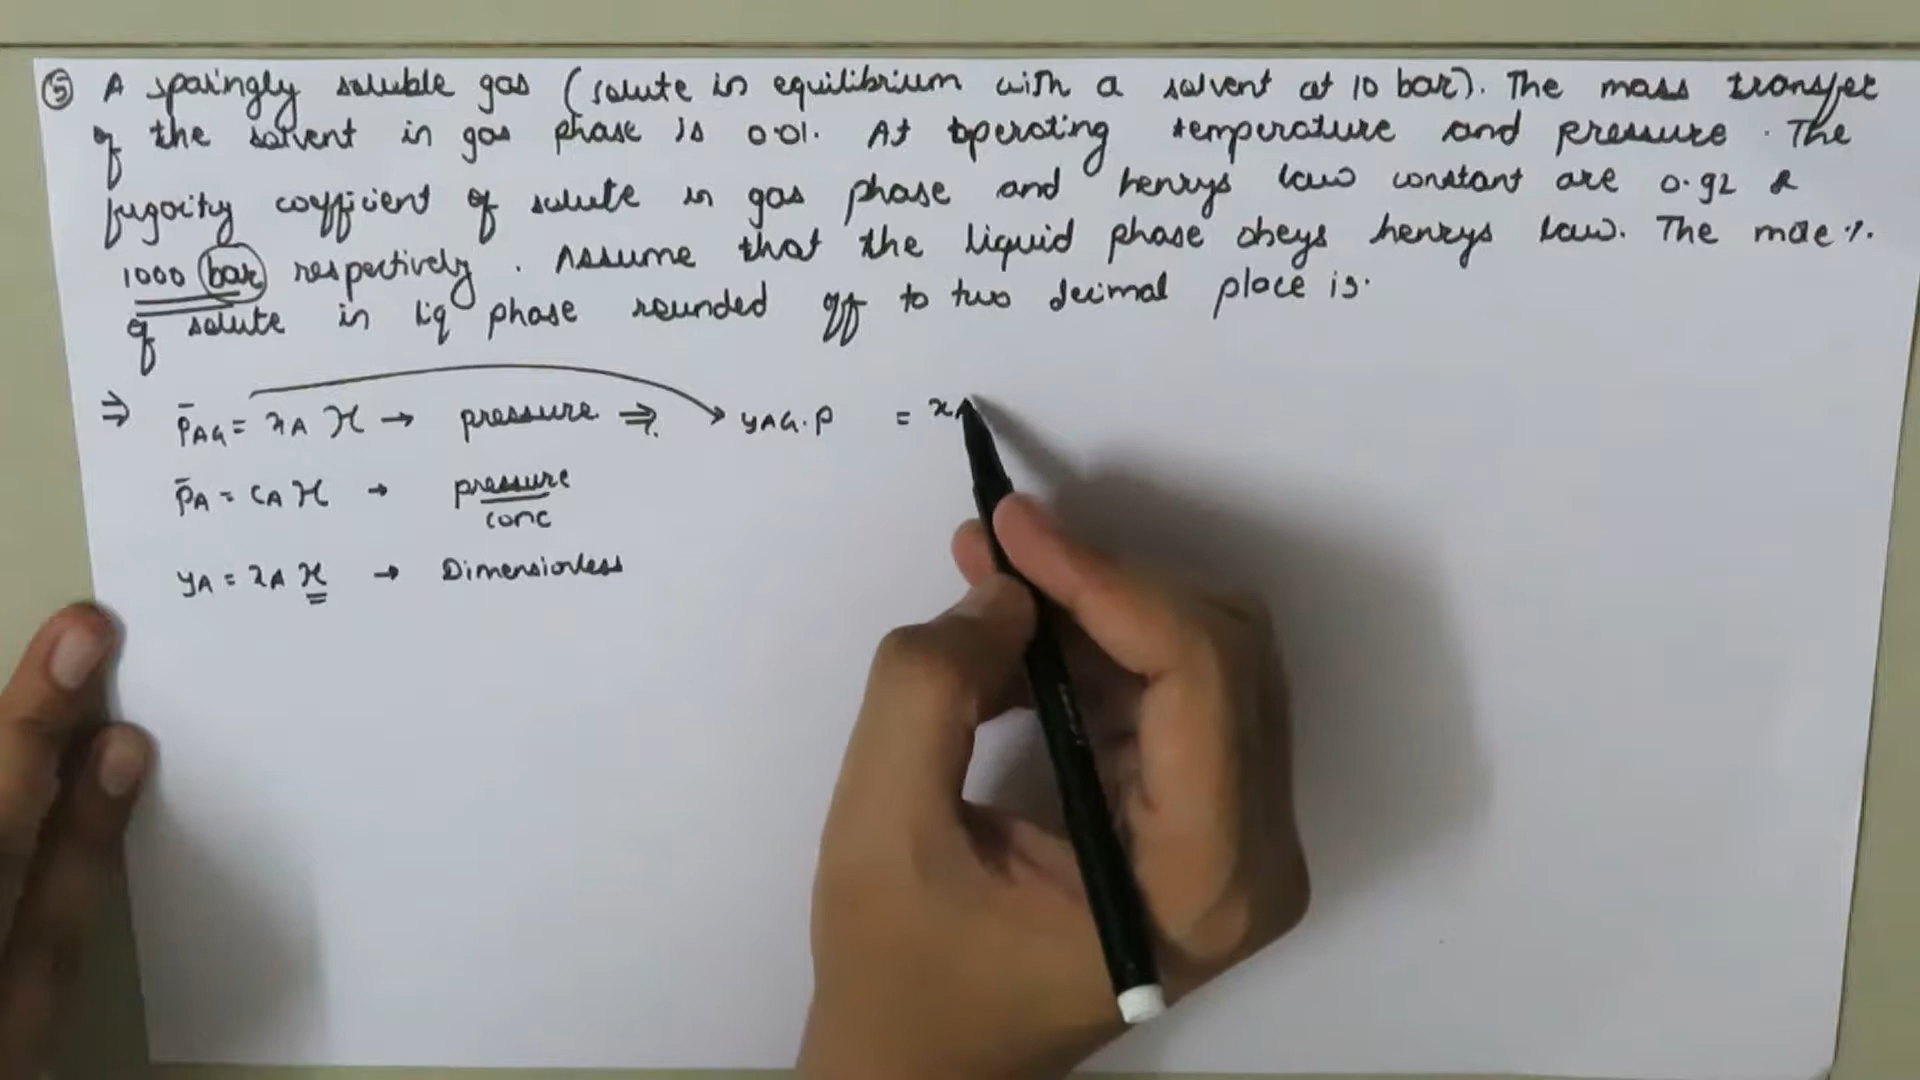 ⑤ A sparingly soluble gas (solute in equilibrium with a solvent at 10 bar). The mass transfer
of the solvent in gas phase is 0.01. At operating temperature and pressure. The
fugocity coefficient of solute in gas phase and henrys law constant are 0.92 &
1000 bar respectively. Assume that the liquid phase obeys henrys law. The mole %.
of solute in liq phase rounded off to two decimal place is.
⇒ p̄AG = xA H → pressure ⇒ yAG.P = xA
p̄A = CA H → pressure/conc
yA = xA H → Dimensionless